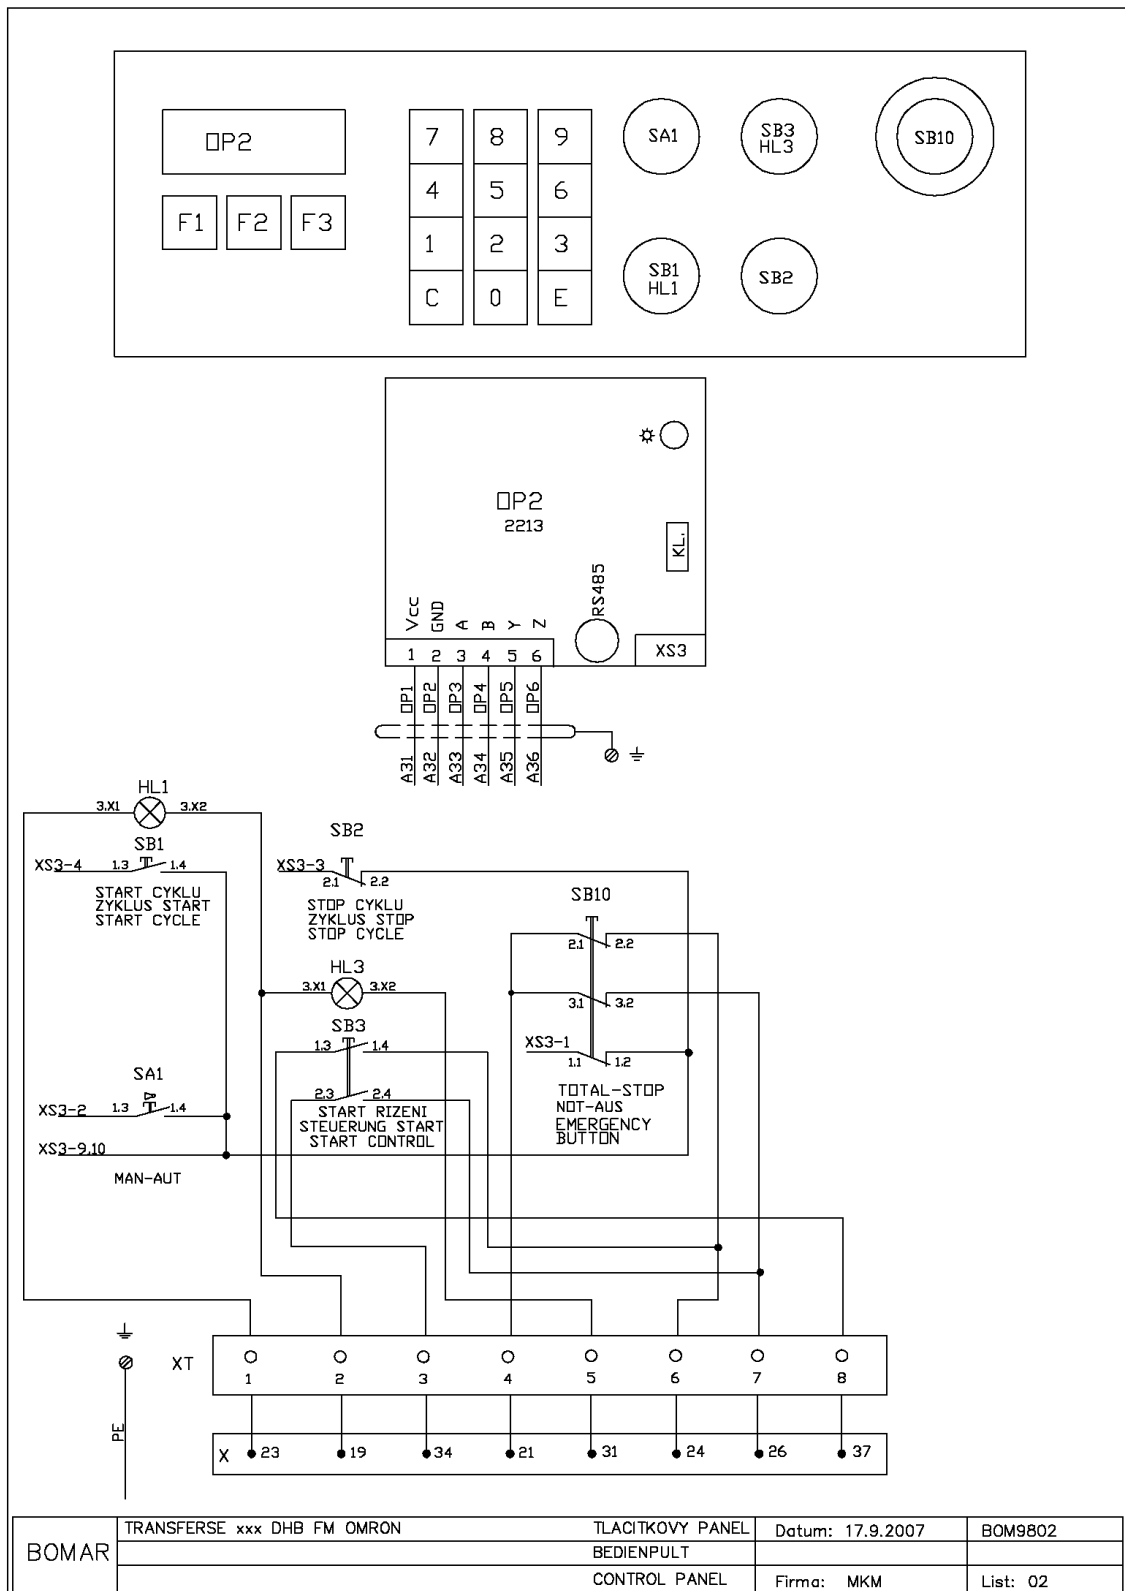 OP2
F1 F2 F3
7 8 9
4 5 6
1 2 3
C 0 E
SA1
SB3
HL3
SB10
SB1
HL1
SB2
OP2
2213
KL.
RS485
XS3
Vcc GND A B Y Z
1 2 3 4 5 6
OP1 OP2 OP3 OP4 OP5 OP6
A31 A32 A33 A34 A35 A36
HL1
3.X1 3.X2
SB1
XS3-4 1.3 1.4
START CYKLU
ZYKLUS START
START CYCLE
SB2
XS3-3
2.1 2.2
STOP CYKLU
ZYKLUS STOP
STOP CYCLE
SB10
2.1 2.2
3.1 3.2
XS3-1
1.1 1.2
TOTAL-STOP
NOT-AUS
EMERGENCY
BUTTON
HL3
3.X1 3.X2
SB3
1.3 1.4
2.3 2.4
START RIZENI
STEUERUNG START
START CONTROL
SA1
XS3-2 1.3 1.4
XS3-9,10
MAN-AUT
PE
XT
1 2 3 4 5 6 7 8
X 23 19 34 21 31 24 26 37
BOMAR
TRANSFERSE xxx DHB FM OMRON
TLACITKOVY PANEL
BEDIENPULT
CONTROL PANEL
Datum: 17.9.2007
BOM9802
Firma: MKM
List: 02